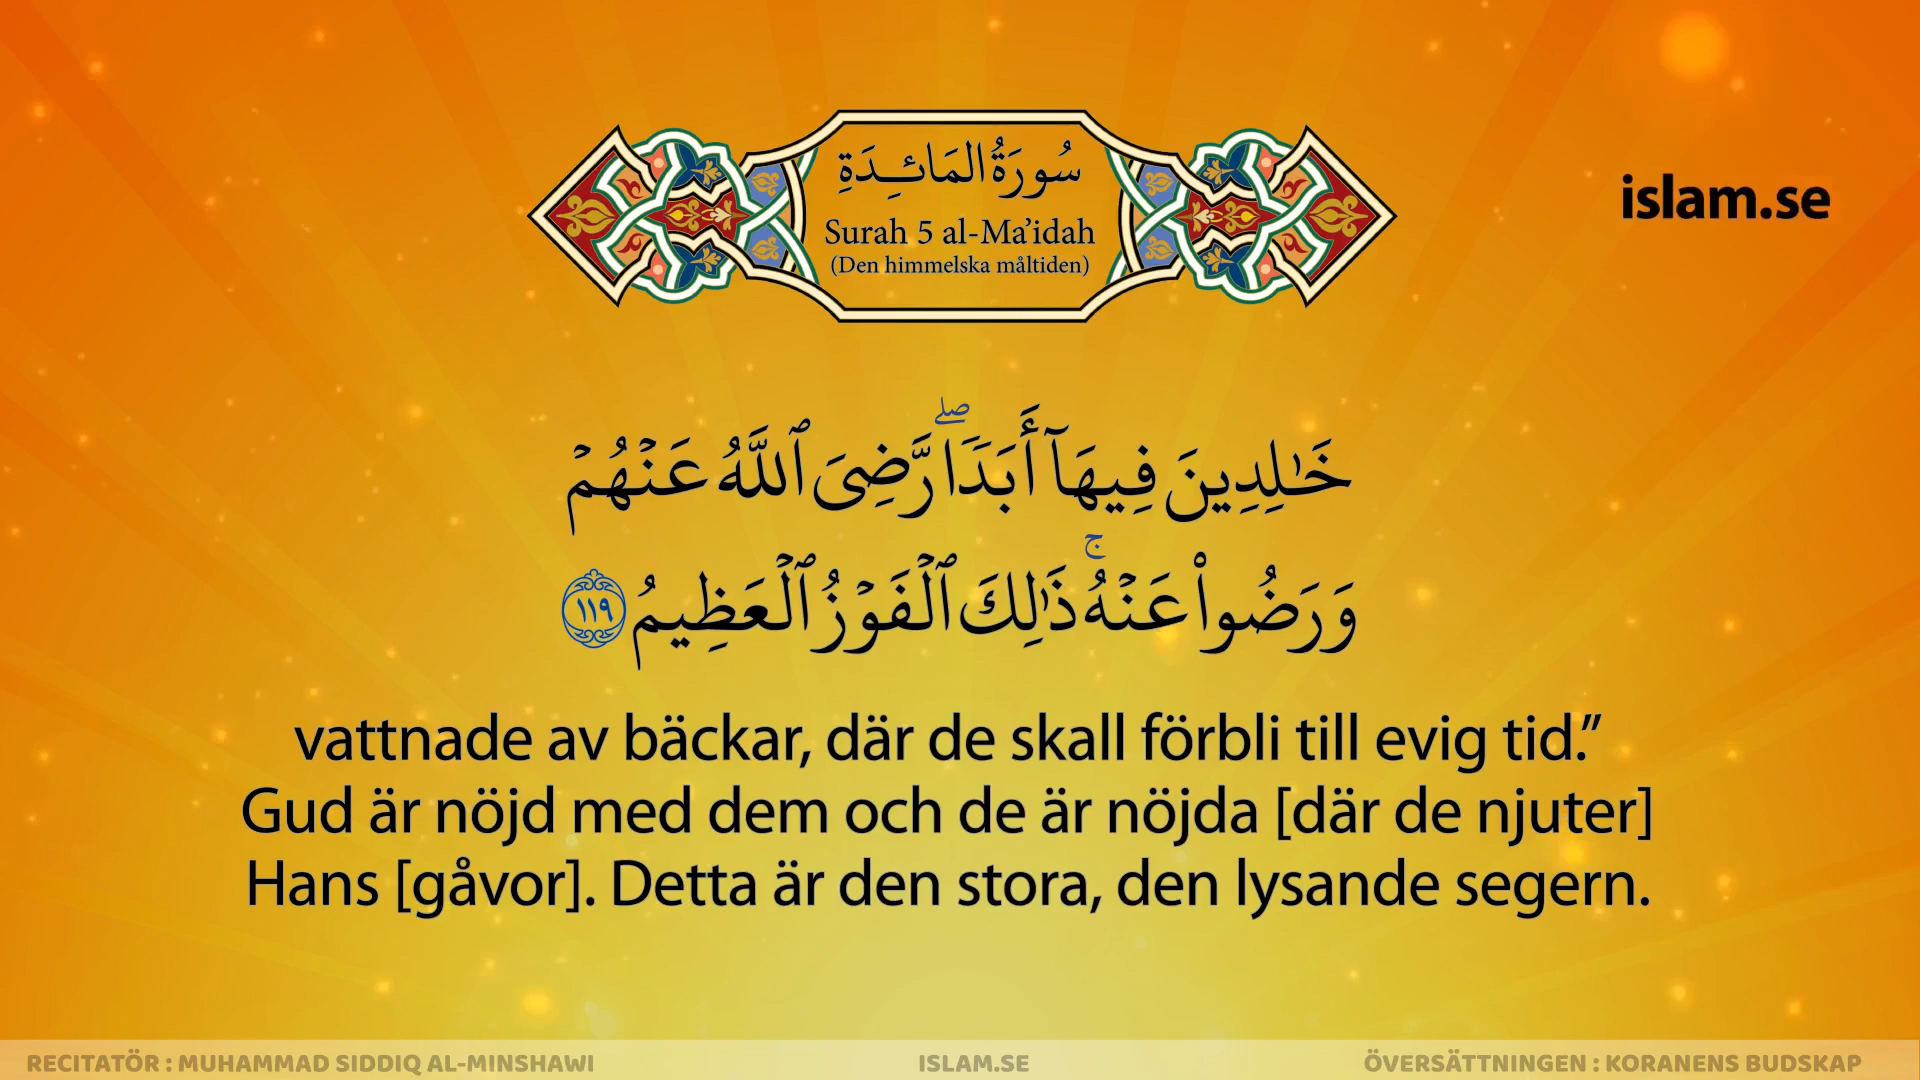 سُورَةُ المَائِدَةِ
Surah 5 al-Ma’idah
(Den himmelska måltiden)
islam.se
خَٰلِدِينَ فِيهَآ أَبَدٗاۖ رَّضِيَ ٱللَّهُ عَنۡهُمۡ
وَرَضُواْ عَنۡهُۚ ذَٰلِكَ ٱلۡفَوۡزُ ٱلۡعَظِيمُ ١١٩
vattnade av bäckar, där de skall förbli till evig tid.”
Gud är nöjd med dem och de är nöjda [där de njuter]
Hans [gåvor]. Detta är den stora, den lysande segern.
RECITATÖR : MUHAMMAD SIDDIQ AL-MINSHAWI
ISLAM.SE
ÖVERSÄTTNINGEN : KORANENS BUDSKAP